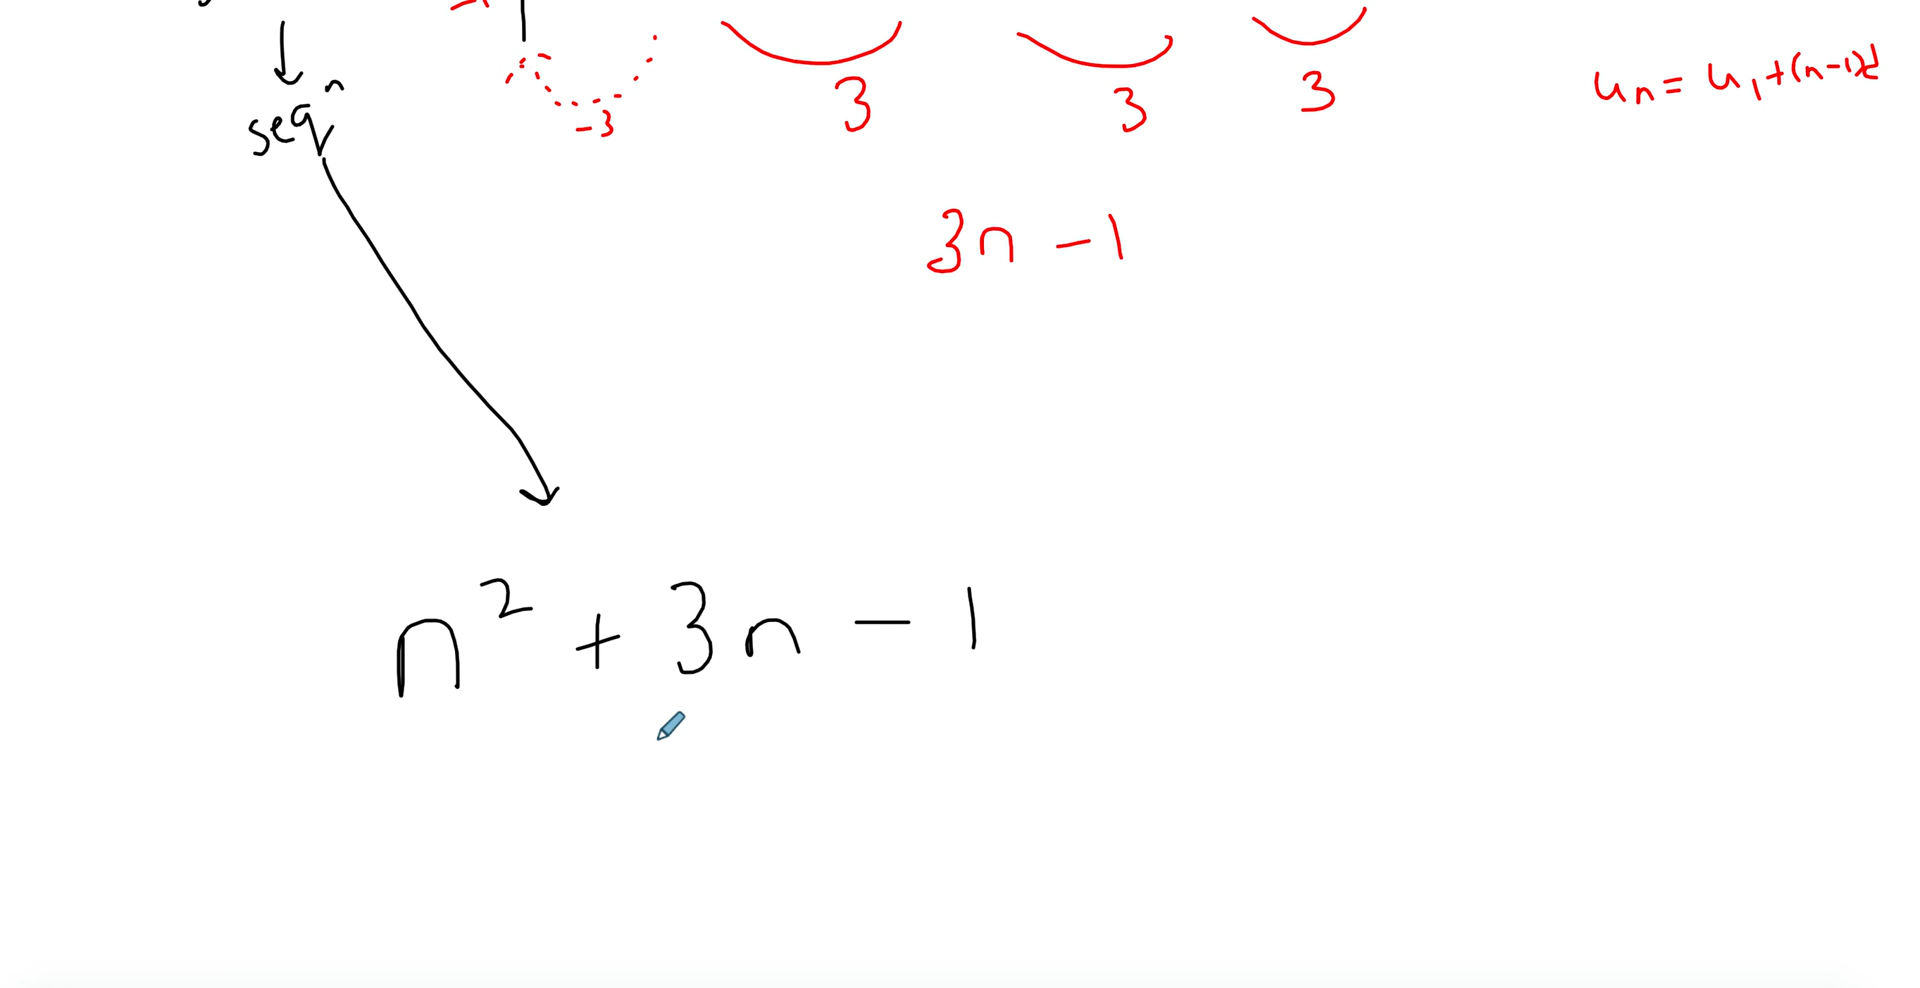 -3 3 3 3 uₙ = u₁ + (n-1)d
seqⁿ
3n - 1
n² + 3n - 1